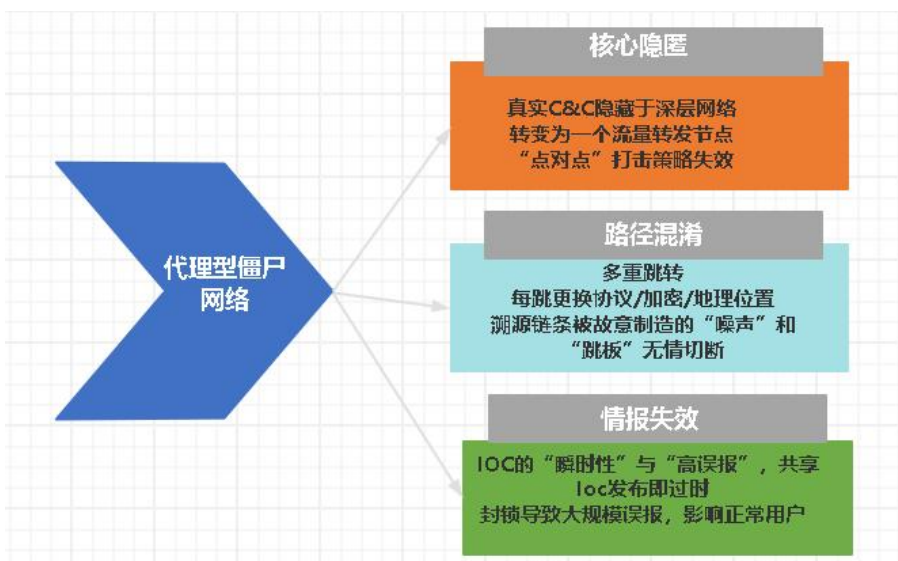 代理型僵尸
网络
核心隐匿
真实C&C隐藏于深层网络
转变为一个流量转发节点
“点对点”打击策略失效
路径混淆
多重跳转
每跳更换协议/加密/地理位置
溯源链条被故意制造的“噪声”和
“跳板”无情切断
情报失效
IOC的“瞬时性”与“高误报”，共享
Ioc发布即过时
封锁导致大规模误报，影响正常用户